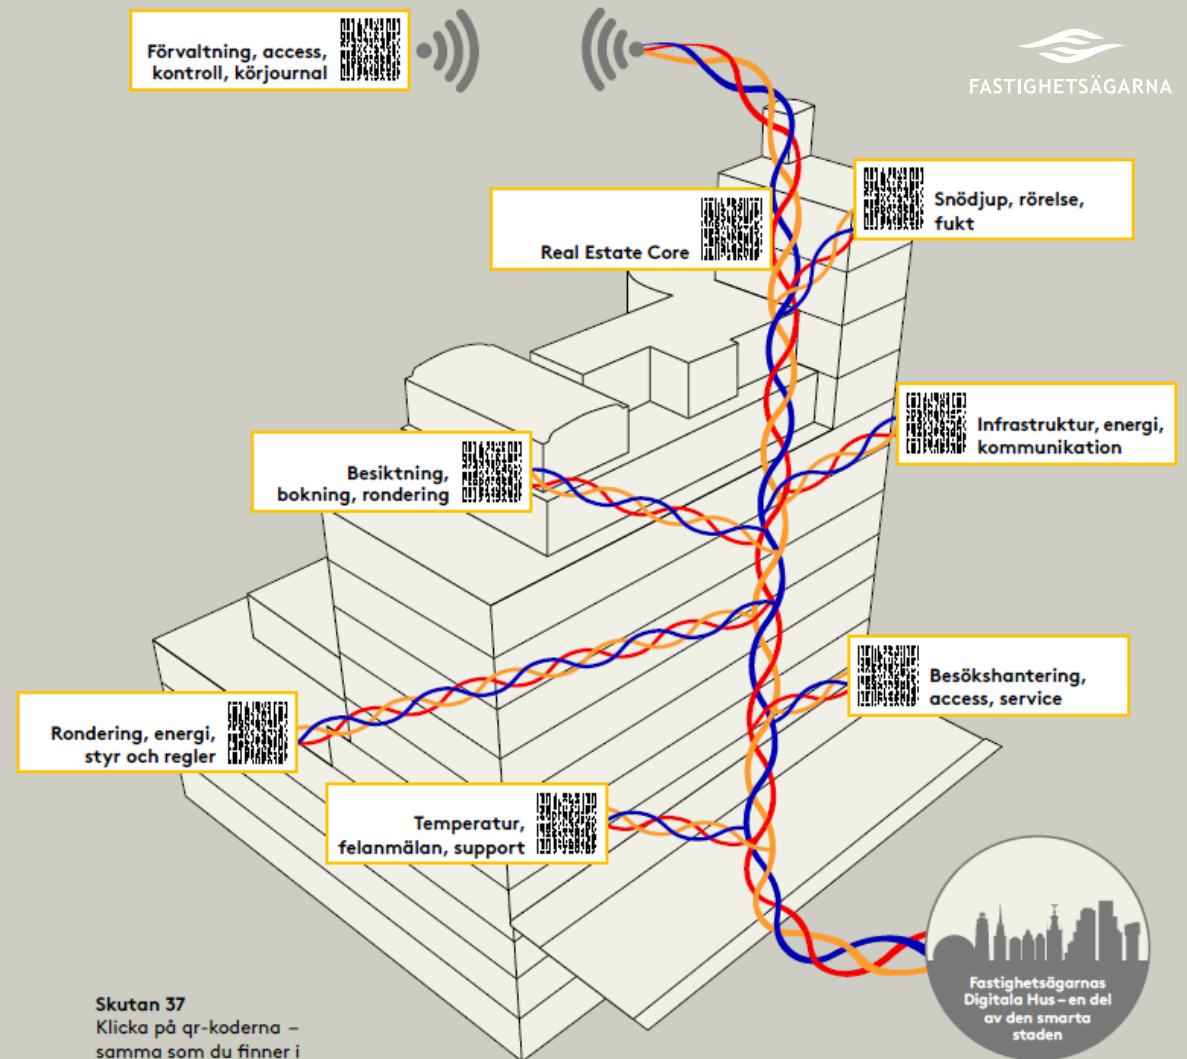 Förvaltning, access,
kontroll, körjournal
FASTIGHETSÄGARNA
Snödjup, rörelse,
fukt
Real Estate Core
Infrastruktur, energi,
kommunikation
Besiktning,
bokning, rondering
Besökshantering,
access, service
Rondering, energi,
styr och regler
Temperatur,
felanmälan, support
Fastighetsägarnas
Digitala Hus – en del
av den smarta
staden
Skutan 37
Klicka på qr-koderna –
samma som du finner i